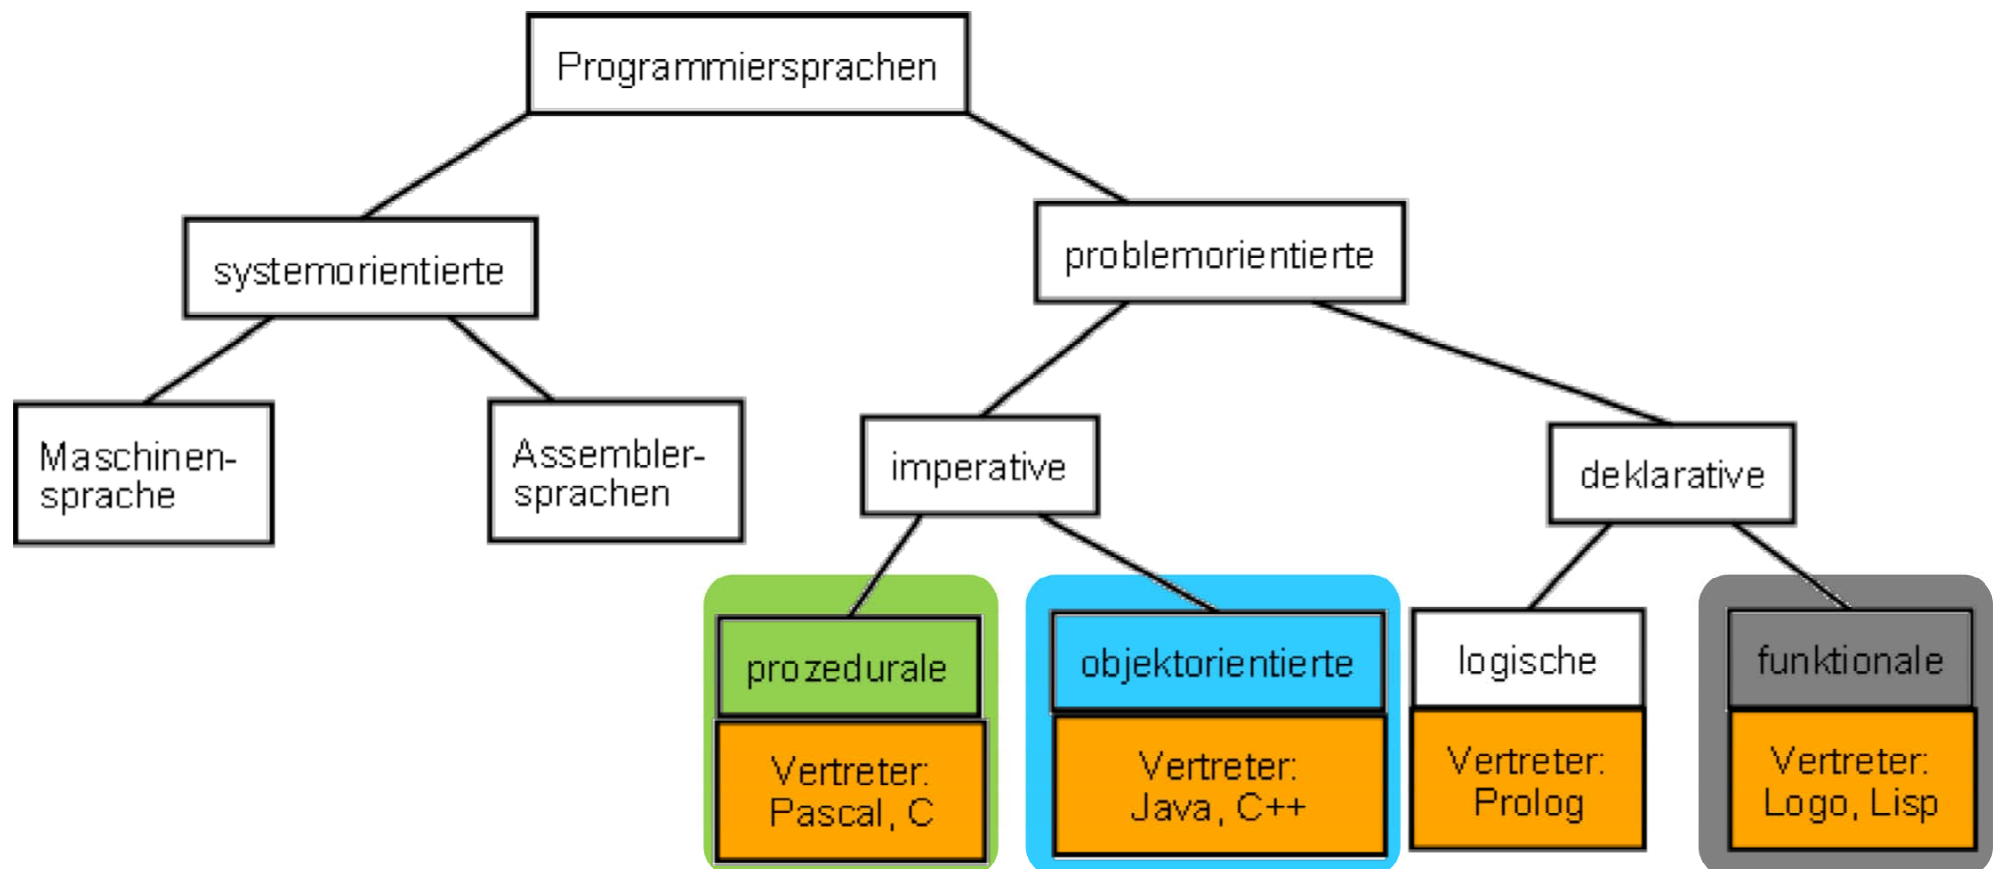 Programmiersprachen
systemorientierte
problemorientierte
Maschinen-
sprache
Assembler-
sprachen
imperative
deklarative
prozedurale
Vertreter:
Pascal, C
objektorientierte
Vertreter:
Java, C++
logische
Vertreter:
Prolog
funktionale
Vertreter:
Logo, Lisp